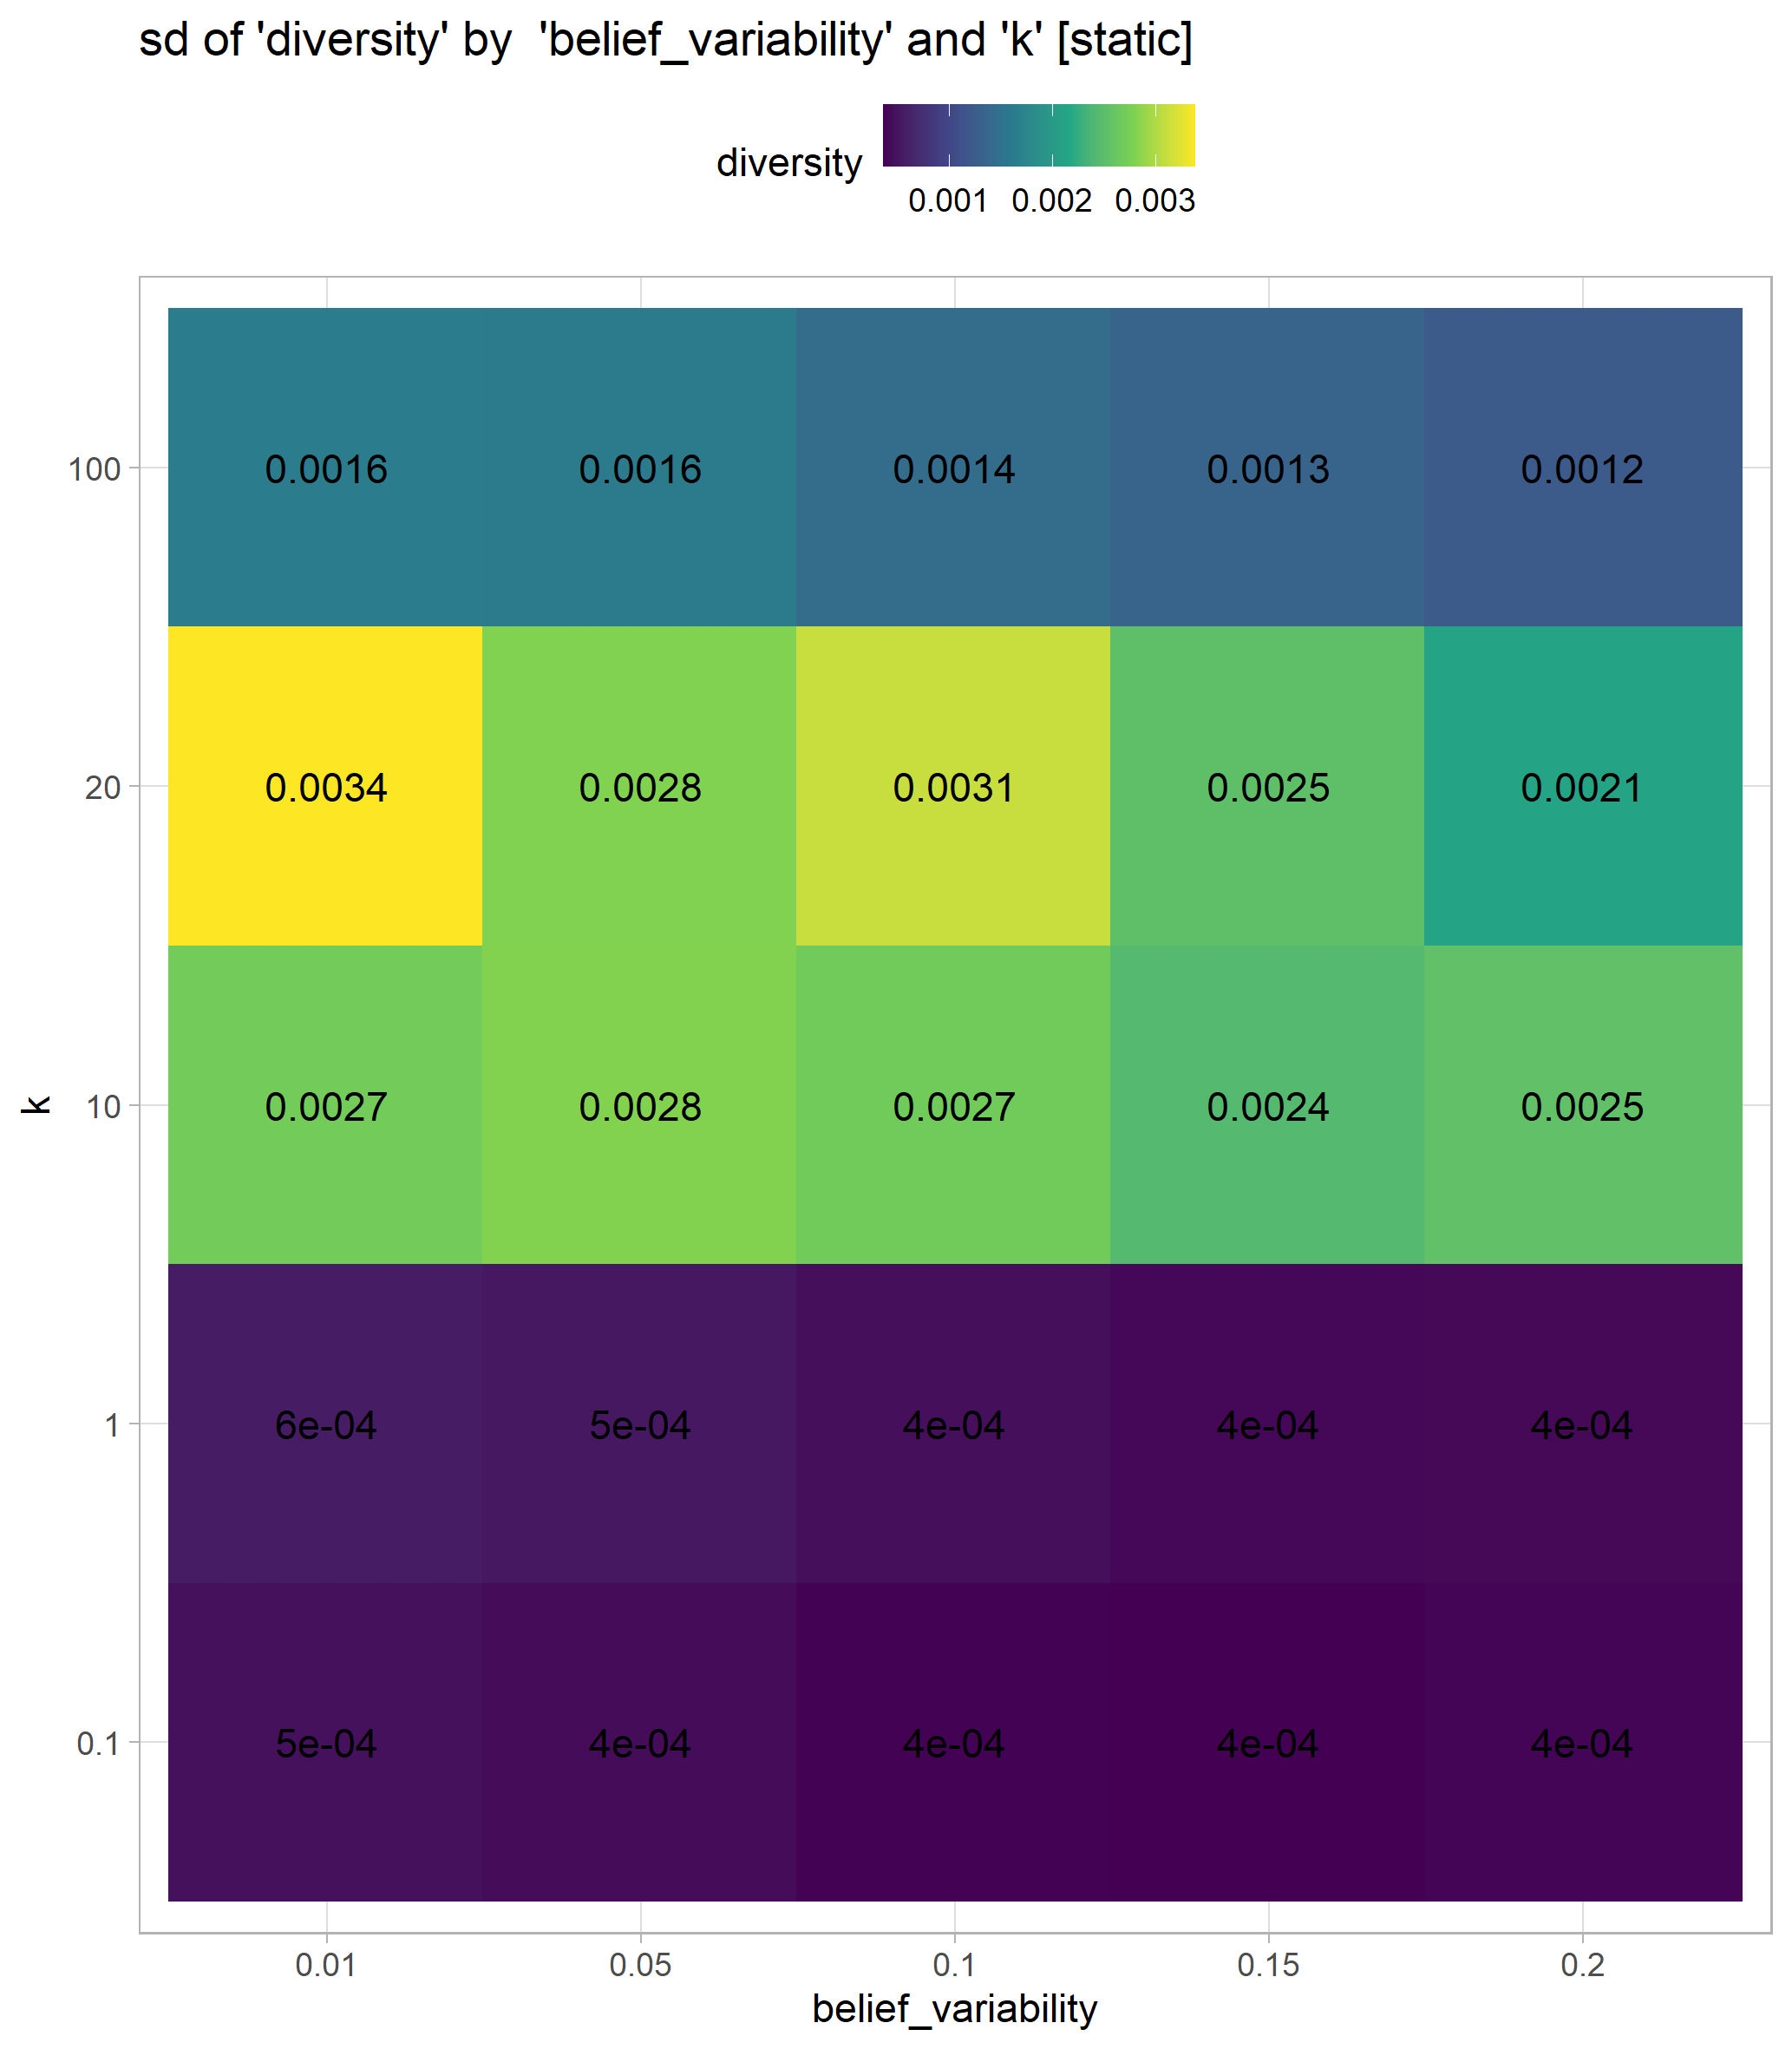 sd of 'diversity' by  'belief_variability' and 'k' [static]
diversity
0.001 0.002 0.003
100 0.0016 0.0016 0.0014 0.0013 0.0012
20 0.0034 0.0028 0.0031 0.0025 0.0021
k
10 0.0027 0.0028 0.0027 0.0024 0.0025
1 6e-04 5e-04 4e-04 4e-04 4e-04
0.1 5e-04 4e-04 4e-04 4e-04 4e-04
0.01 0.05 0.1 0.15 0.2
belief_variability